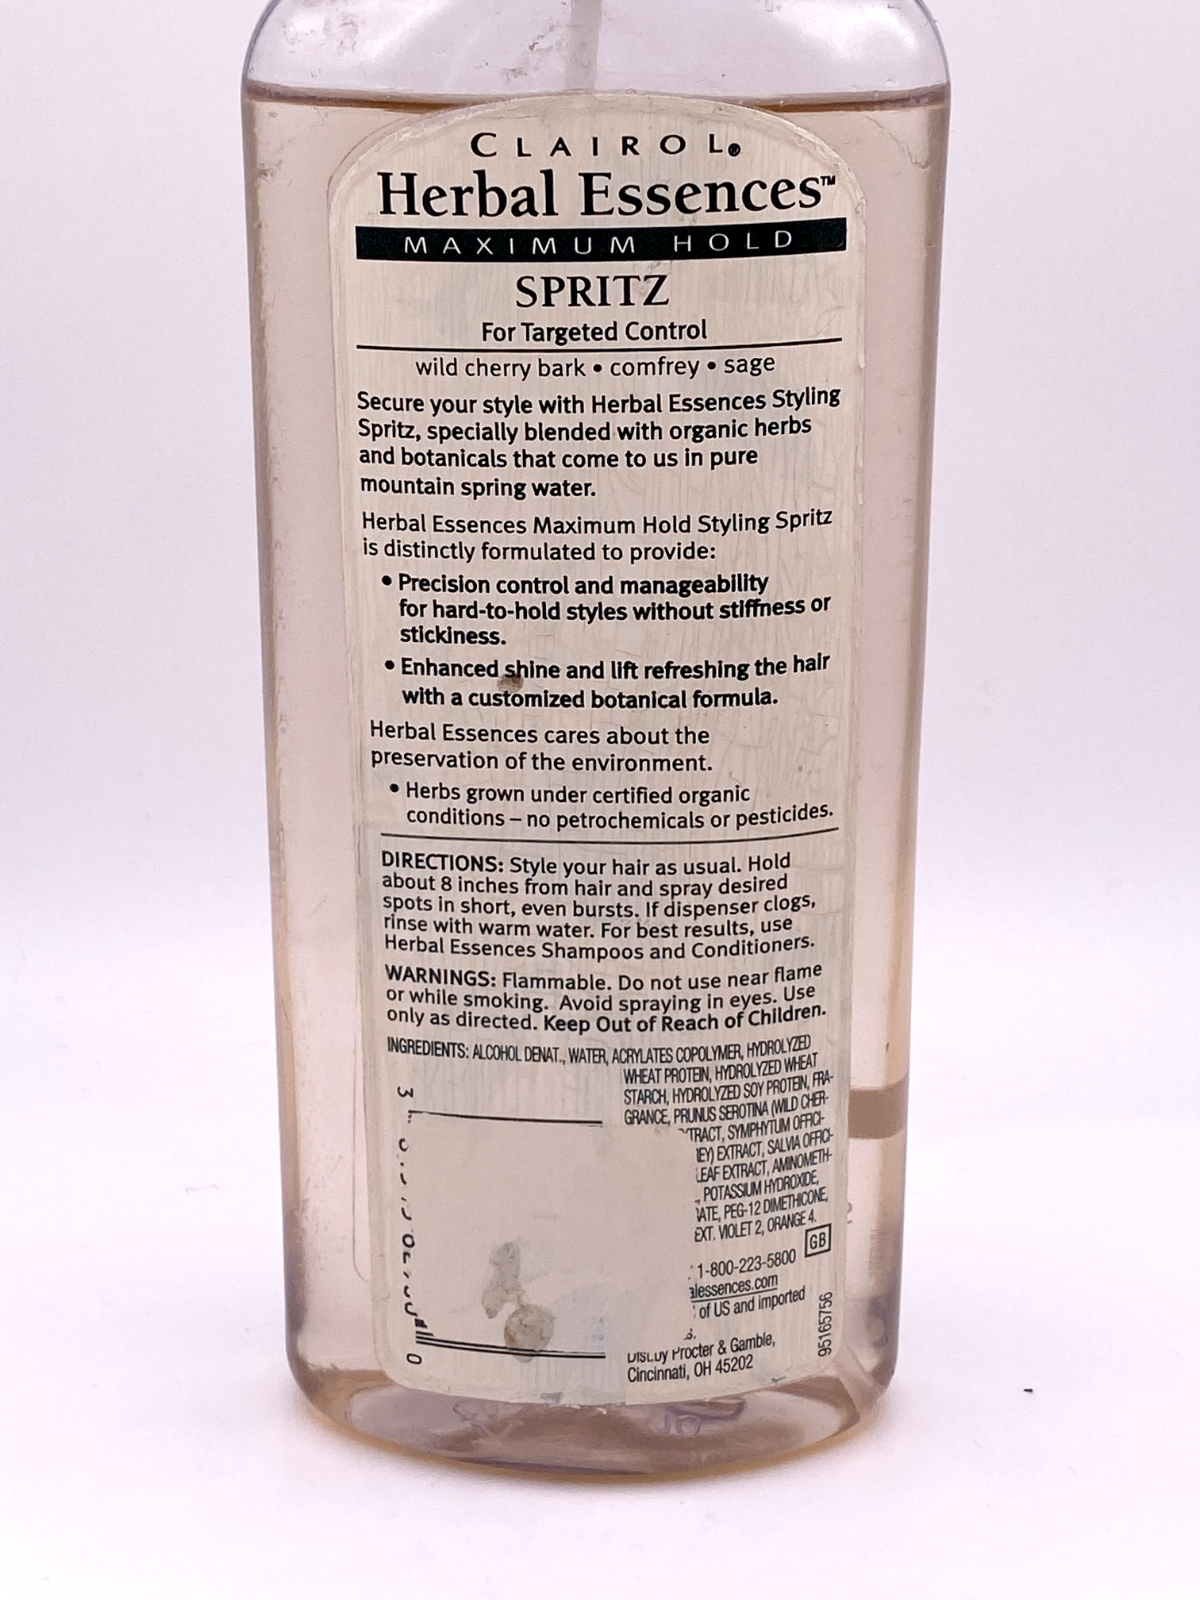 CLAIROL®
Herbal Essences™
MAXIMUM HOLD
SPRITZ
For Targeted Control
wild cherry bark • comfrey • sage
Secure your style with Herbal Essences Styling
Spritz, specially blended with organic herbs
and botanicals that come to us in pure
mountain spring water.
Herbal Essences Maximum Hold Styling Spritz
is distinctly formulated to provide:
• Precision control and manageability
for hard-to-hold styles without stiffness or
stickiness.
• Enhanced shine and lift refreshing the hair
with a customized botanical formula.
Herbal Essences cares about the
preservation of the environment.
• Herbs grown under certified organic
conditions – no petrochemicals or pesticides.
DIRECTIONS: Style your hair as usual. Hold
about 8 inches from hair and spray desired
spots in short, even bursts. If dispenser clogs,
rinse with warm water. For best results, use
Herbal Essences Shampoos and Conditioners.
WARNINGS: Flammable. Do not use near flame
or while smoking. Avoid spraying in eyes. Use
only as directed. Keep Out of Reach of Children.
INGREDIENTS: ALCOHOL DENAT., WATER, ACRYLATES COPOLYMER, HYDROLYZED
WHEAT PROTEIN, HYDROLYZED WHEAT
STARCH, HYDROLYZED SOY PROTEIN, FRA-
GRANCE, PRUNUS SEROTINA (WILD CHER-
SYMPHYTUM OFFICI-
EXTRACT, SALVIA OFFICI-
EXTRACT, AMINOMETH-
POTASSIUM HYDROXIDE,
PEG-12 DIMETHICONE,
EXT. VIOLET 2, ORANGE 4.
GB
1-800-223-5800
of US and imported
Procter & Gamble,
Cincinnati, OH 45202
95165756
3
0